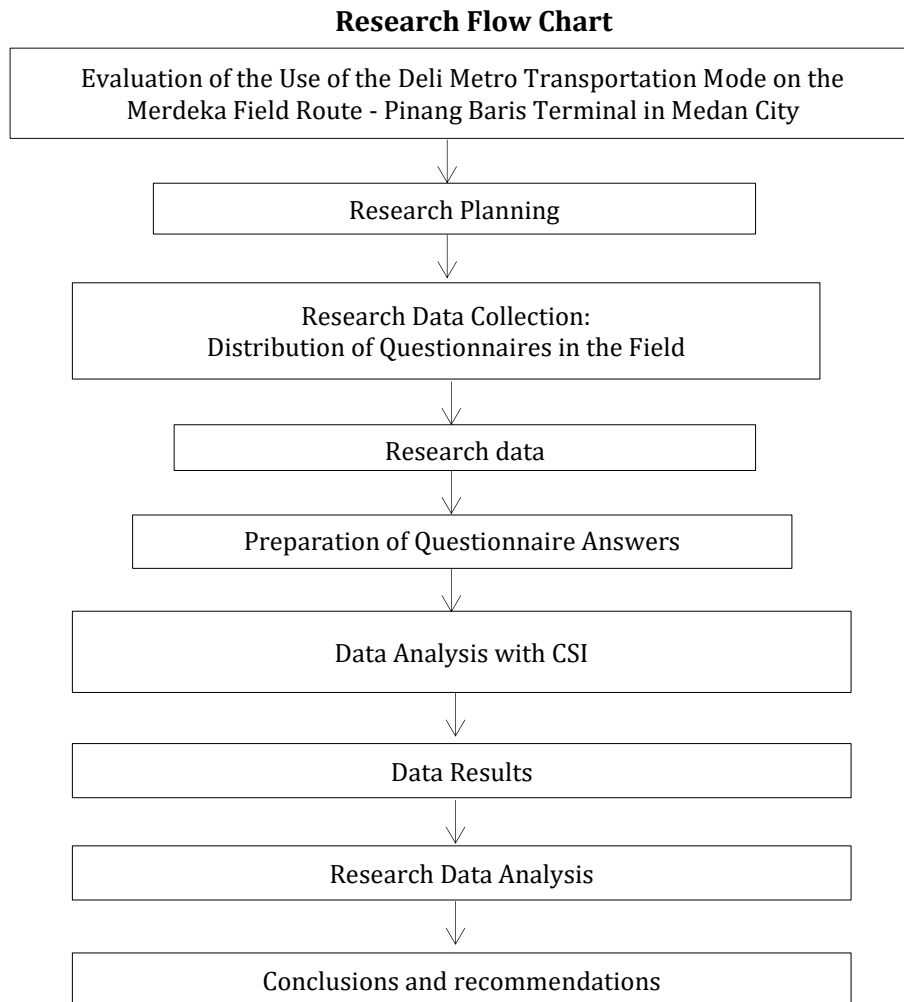 Research Flow Chart
Evaluation of the Use of the Deli Metro Transportation Mode on the
Merdeka Field Route - Pinang Baris Terminal in Medan City
Research Planning
Research Data Collection:
Distribution of Questionnaires in the Field
Research data
Preparation of Questionnaire Answers
Data Analysis with CSI
Data Results
Research Data Analysis
Conclusions and recommendations